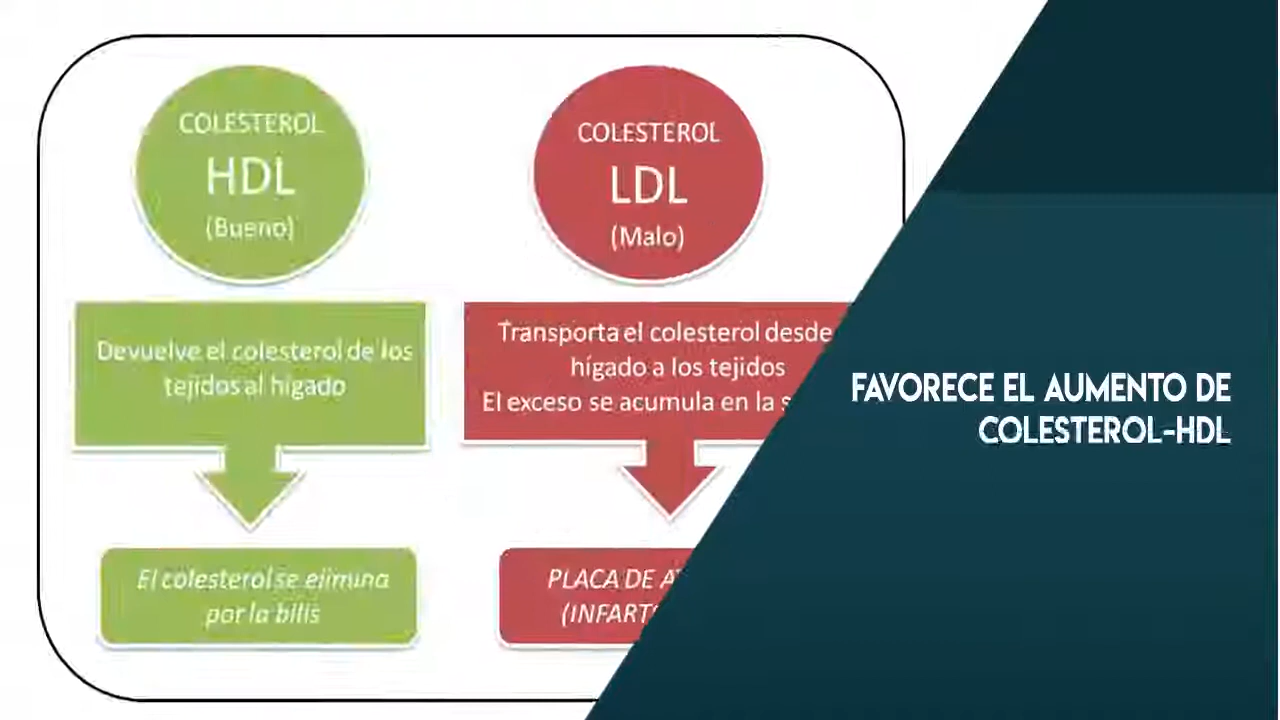 COLESTEROL
HDL
(Bueno)
Devuelve el colesterol de los
tejidos al hígado
El colesterol se elimina
por la bilis
COLESTEROL
LDL
(Malo)
Transporta el colesterol desde
hígado a los tejidos
El exceso se acumula en la
PLACA DE
FAVORECE EL AUMENTO DE
COLESTEROL-HDL